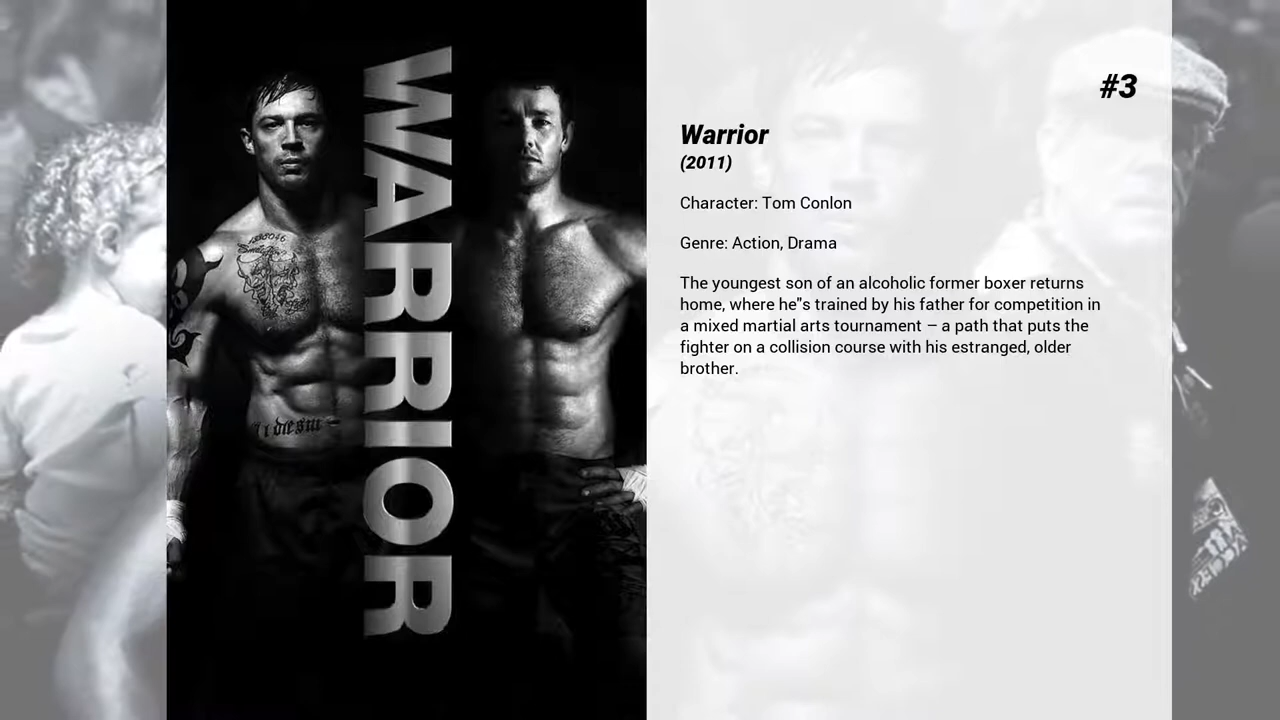 WARRIOR
#3
Warrior
(2011)
Character: Tom Conlon
Genre: Action, Drama
The youngest son of an alcoholic former boxer returns
home, where he"s trained by his father for competition in
a mixed martial arts tournament – a path that puts the
fighter on a collision course with his estranged, older
brother.